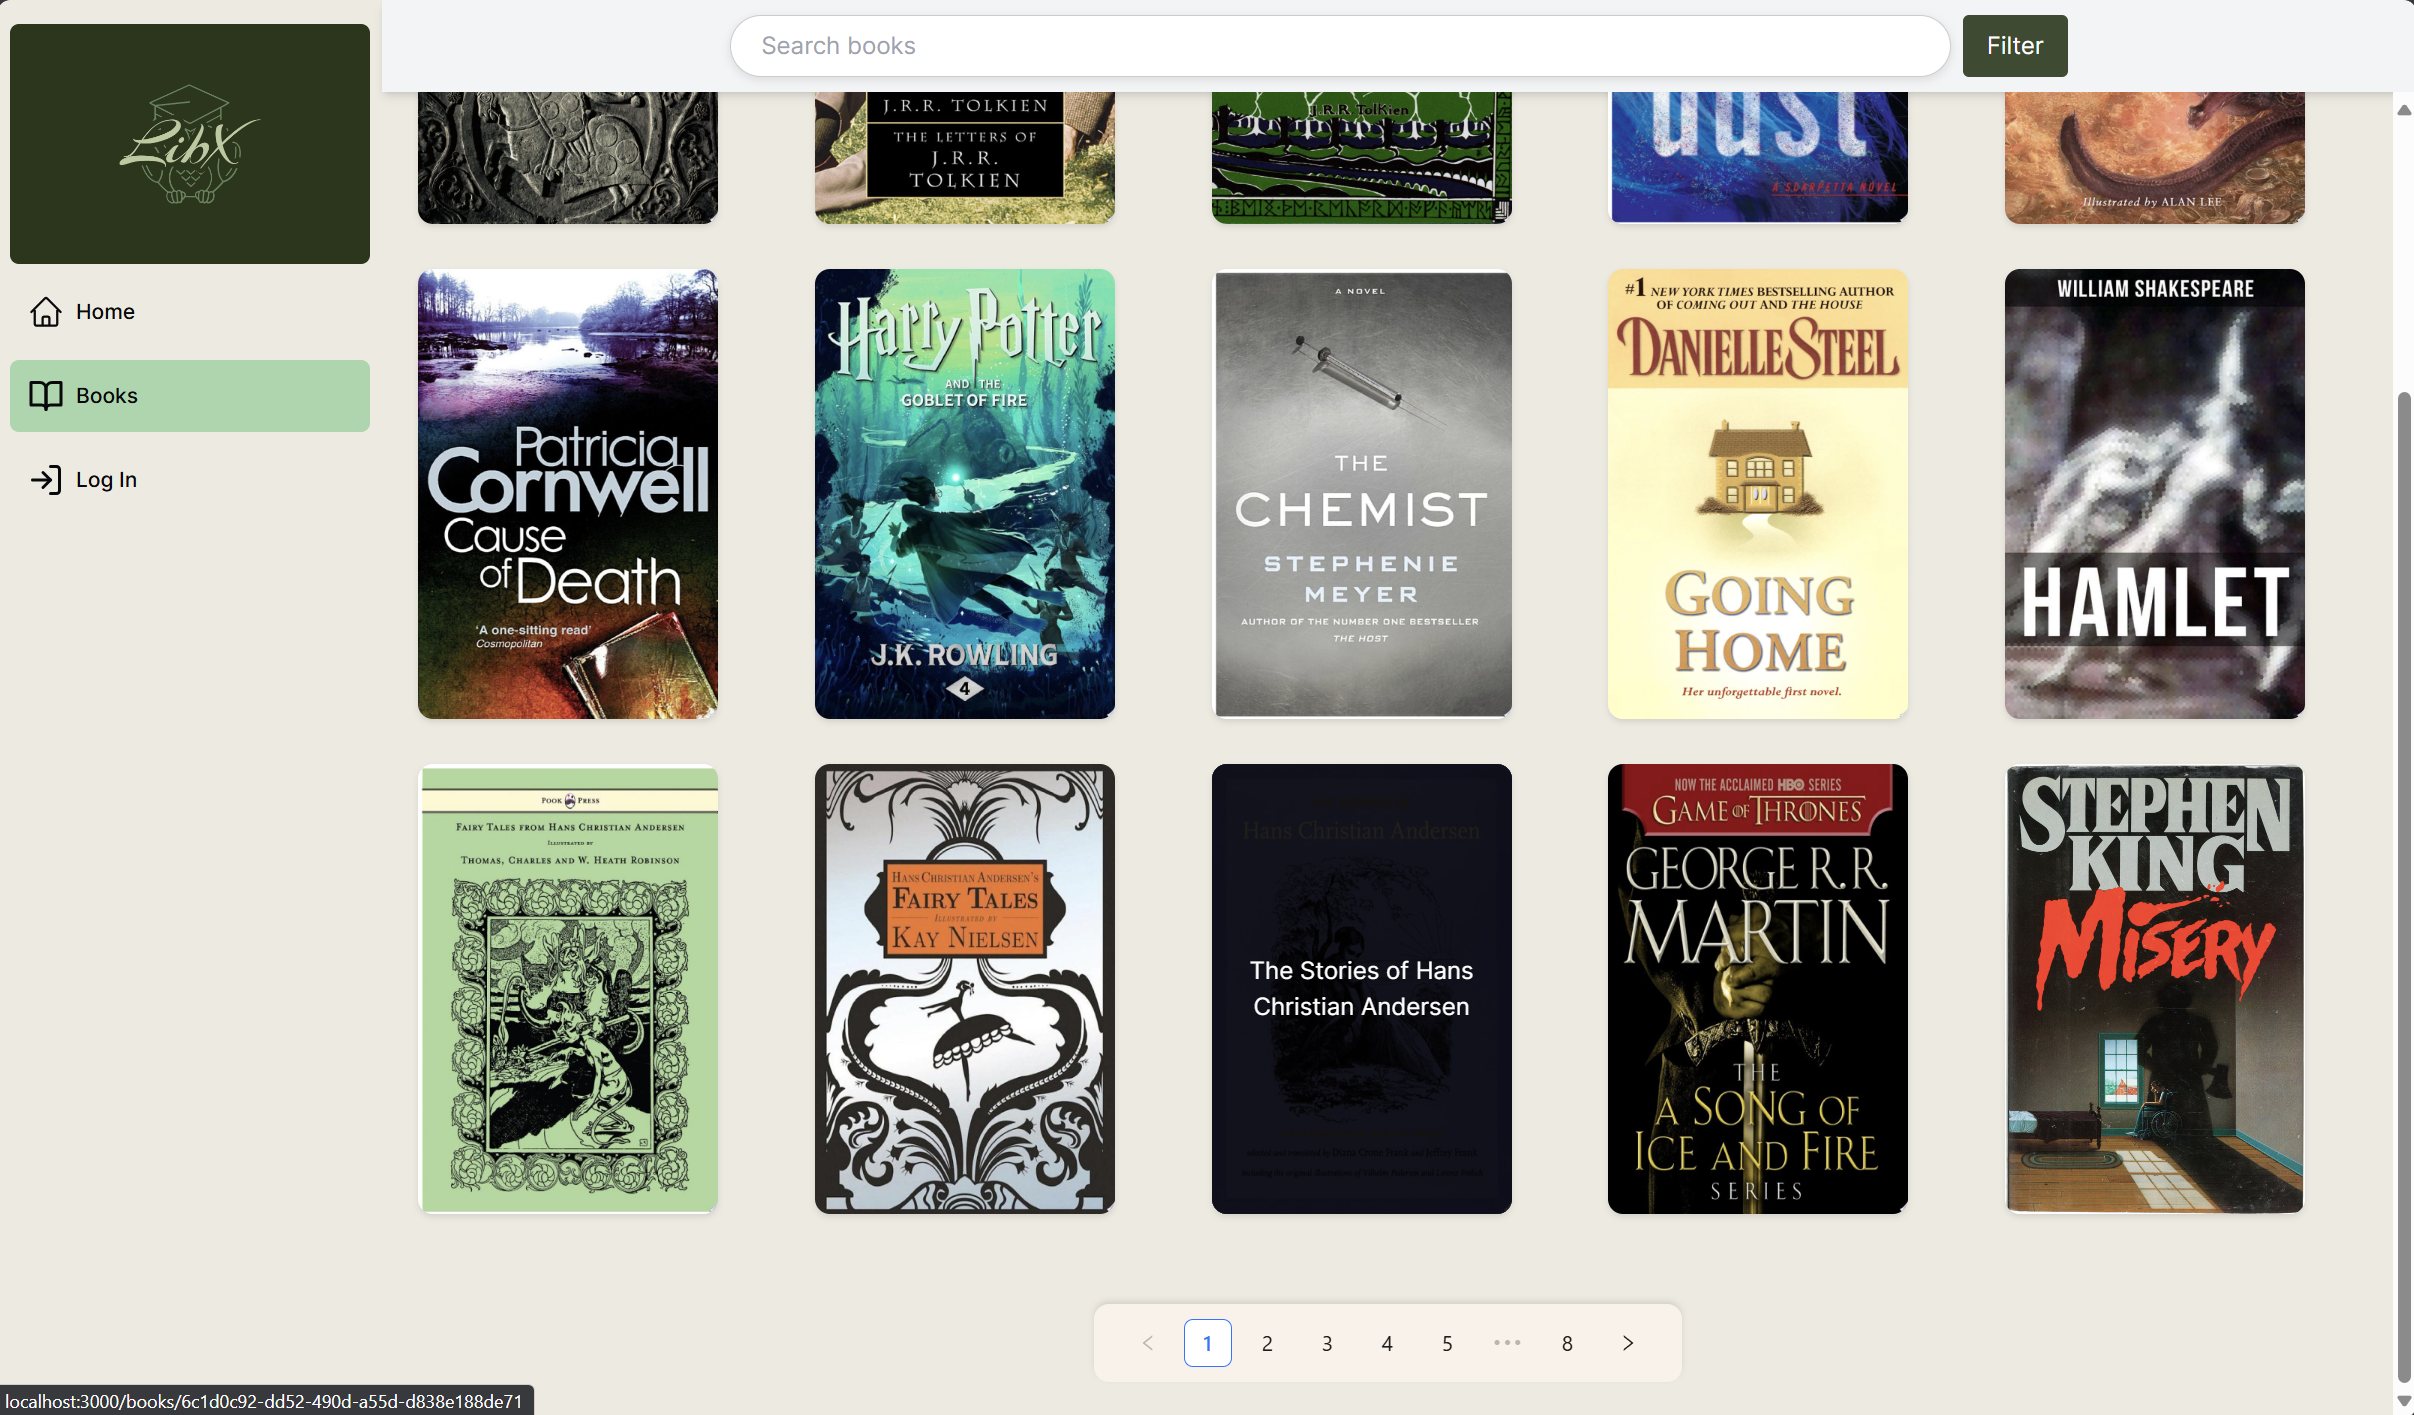 Search books
Filter
LibX
Home
Books
Log In
J.R.R. TOLKIEN
THE LETTERS OF
J.R.R.
TOLKIEN
J.R.R. Tolkien
dust
A SCARPETTA NOVEL
Illustrated by ALAN LEE
Patricia
Cornwell
Cause
of Death
'A one-sitting read'
Cosmopolitan
Harry Potter
AND THE
GOBLET OF FIRE
J.K. ROWLING
4
A NOVEL
THE
CHEMIST
STEPHENIE
MEYER
AUTHOR OF THE NUMBER ONE BESTSELLER
THE HOST
#1 NEW YORK TIMES BESTSELLING AUTHOR
OF COMING OUT AND THE HOUSE
DANIELLE STEEL
GOING
HOME
Her unforgettable first novel.
WILLIAM SHAKESPEARE
HAMLET
POOK PRESS
FAIRY TALES FROM HANS CHRISTIAN ANDERSEN
ILLUSTRATED BY
THOMAS, CHARLES AND W. HEATH ROBINSON
HANS CHRISTIAN ANDERSEN'S
FAIRY TALES
ILLUSTRATED BY
KAY NIELSEN
Hans Christian Andersen
The Stories of Hans
Christian Andersen
NOW THE ACCLAIMED HBO SERIES
GAME OF THRONES
GEORGE R.R.
MARTIN
THE
A SONG OF
ICE AND FIRE
SERIES
STEPHEN
KING
MISERY
1
2
3
4
5
•••
8
localhost:3000/books/6c1d0c92-dd52-490d-a55d-d838e188de71